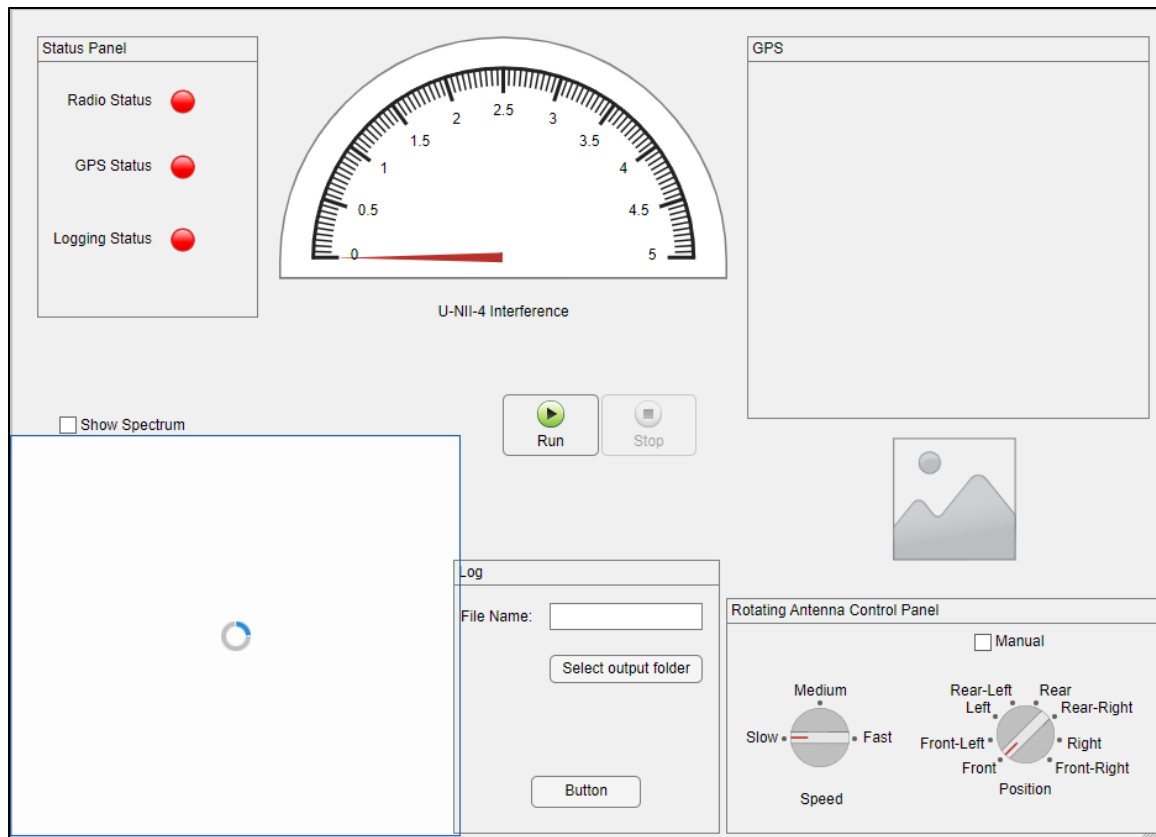 Status Panel
Radio Status
GPS Status
Logging Status
0
0.5
1
1.5
2
2.5
3
3.5
4
4.5
5
U-NII-4 Interference
GPS
Show Spectrum
Run
Stop
Log
File Name:
Select output folder
Button
Rotating Antenna Control Panel
Manual
Slow
Medium
Fast
Speed
Front
Front-Left
Left
Rear-Left
Rear
Rear-Right
Right
Front-Right
Position